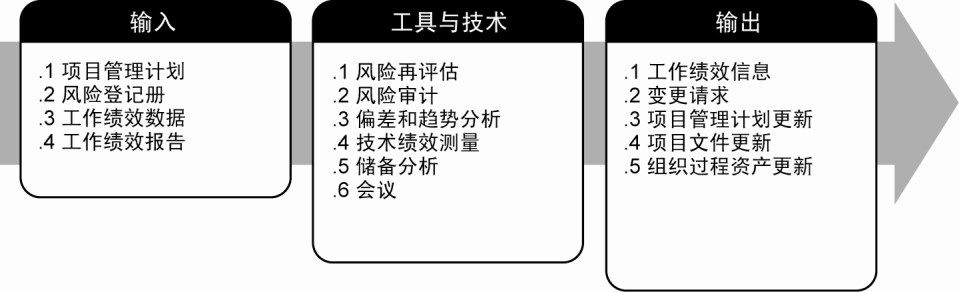 输入
.1 项目管理计划
.2 风险登记册
.3 工作绩效数据
.4 工作绩效报告
工具与技术
.1 风险再评估
.2 风险审计
.3 偏差和趋势分析
.4 技术绩效测量
.5 储备分析
.6 会议
输出
.1 工作绩效信息
.2 变更请求
.3 项目管理计划更新
.4 项目文件更新
.5 组织过程资产更新